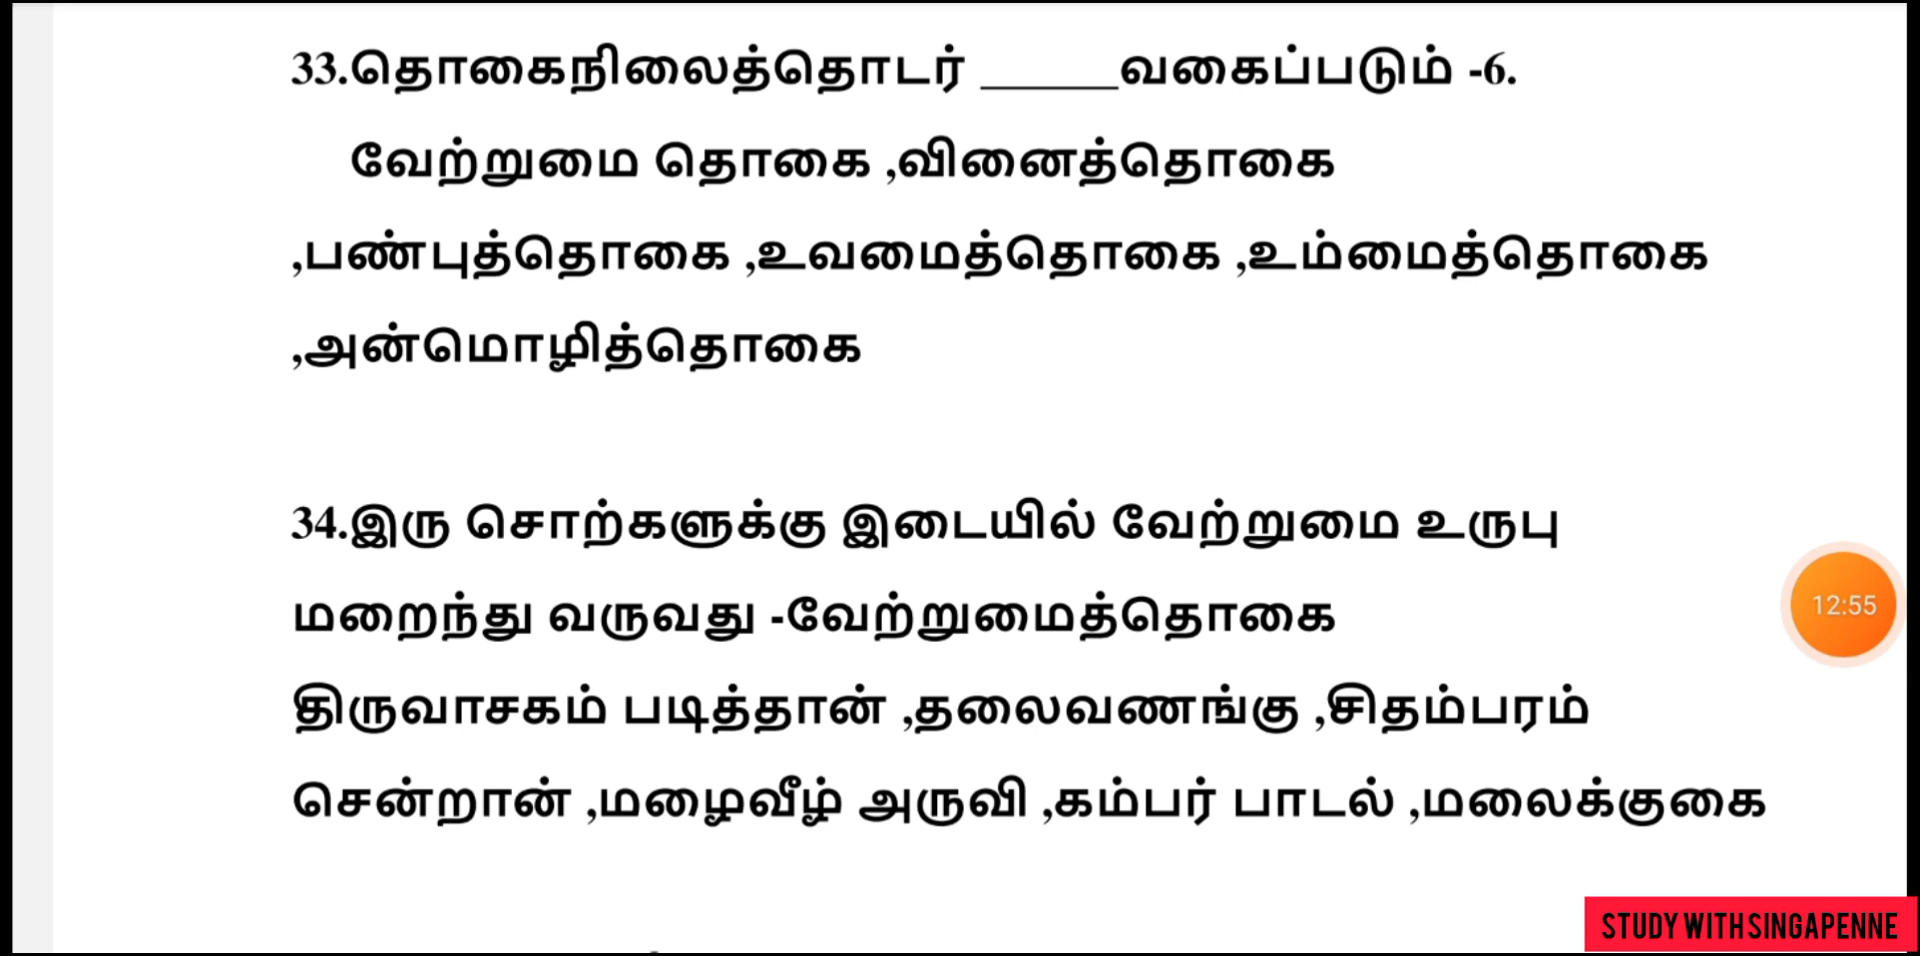 33.தொகைநிலைத்தொடர் ______வகைப்படும் -6.
வேற்றுமை தொகை ,வினைத்தொகை
,பண்புத்தொகை ,உவமைத்தொகை ,உம்மைத்தொகை
,அன்மொழித்தொகை
34.இரு சொற்களுக்கு இடையில் வேற்றுமை உருபு
மறைந்து வருவது -வேற்றுமைத்தொகை
திருவாசகம் படித்தான் ,தலைவணங்கு ,சிதம்பரம்
சென்றான் ,மழைவீழ் அருவி ,கம்பர் பாடல் ,மலைக்குகை
12:55
STUDY WITH SINGAPENNE